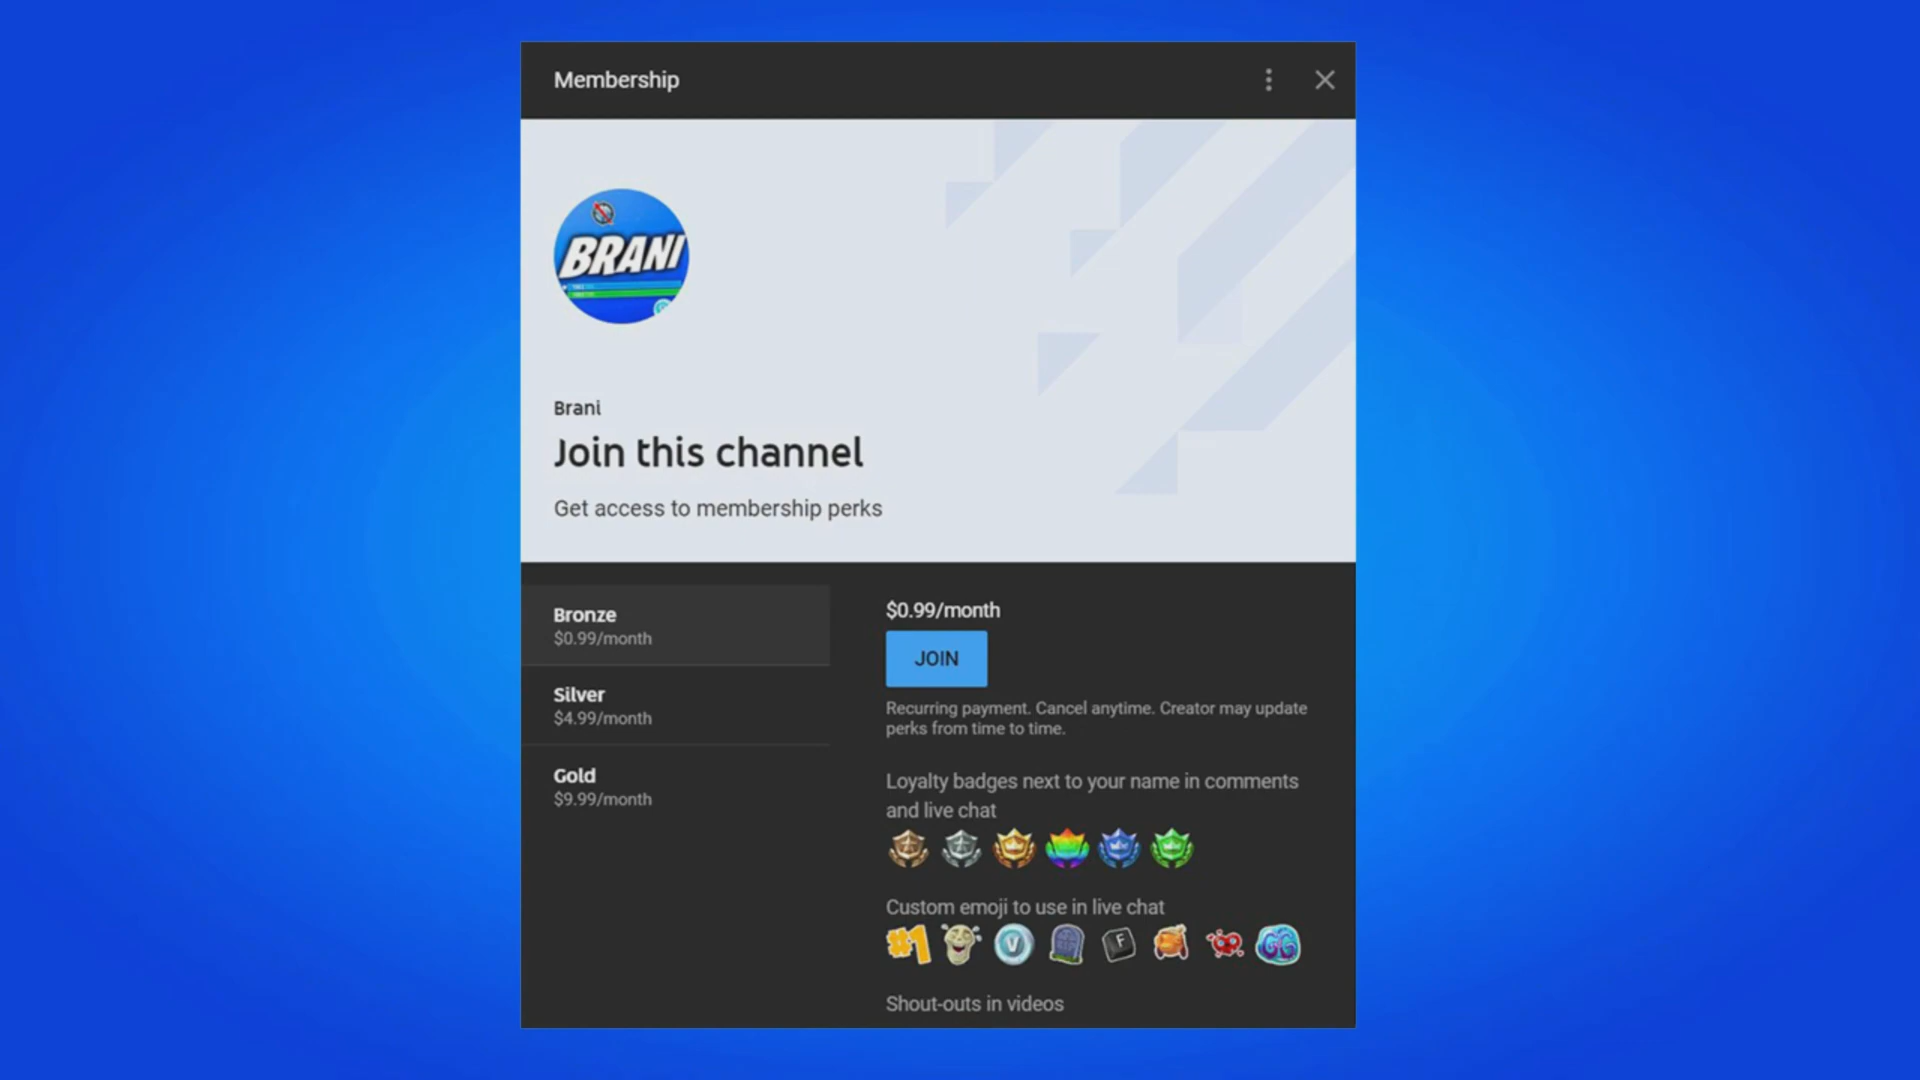 Membership
BRANI
Brani
Join this channel
Get access to membership perks
Bronze
$0.99/month
Silver
$4.99/month
Gold
$9.99/month
$0.99/month
JOIN
Recurring payment. Cancel anytime. Creator may update
perks from time to time.
Loyalty badges next to your name in comments
and live chat
Custom emoji to use in live chat
#1 V RIP F GG
Shout-outs in videos